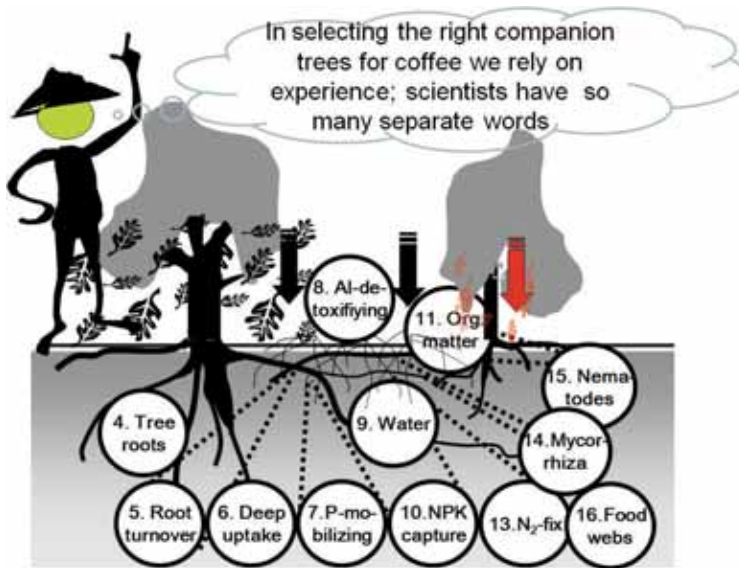 In selecting the right companion
trees for coffee we rely on
experience; scientists have so
many separate words
8. Al-de-
toxifiying
11. Org.
matter
15. Nema-
todes
4. Tree
roots
9. Water
14.Mycor-
rhiza
5. Root
turnover
6. Deep
uptake
7.P-mo-
bilizing
10.NPK
capture
13.N₂-fix
16.Food
webs